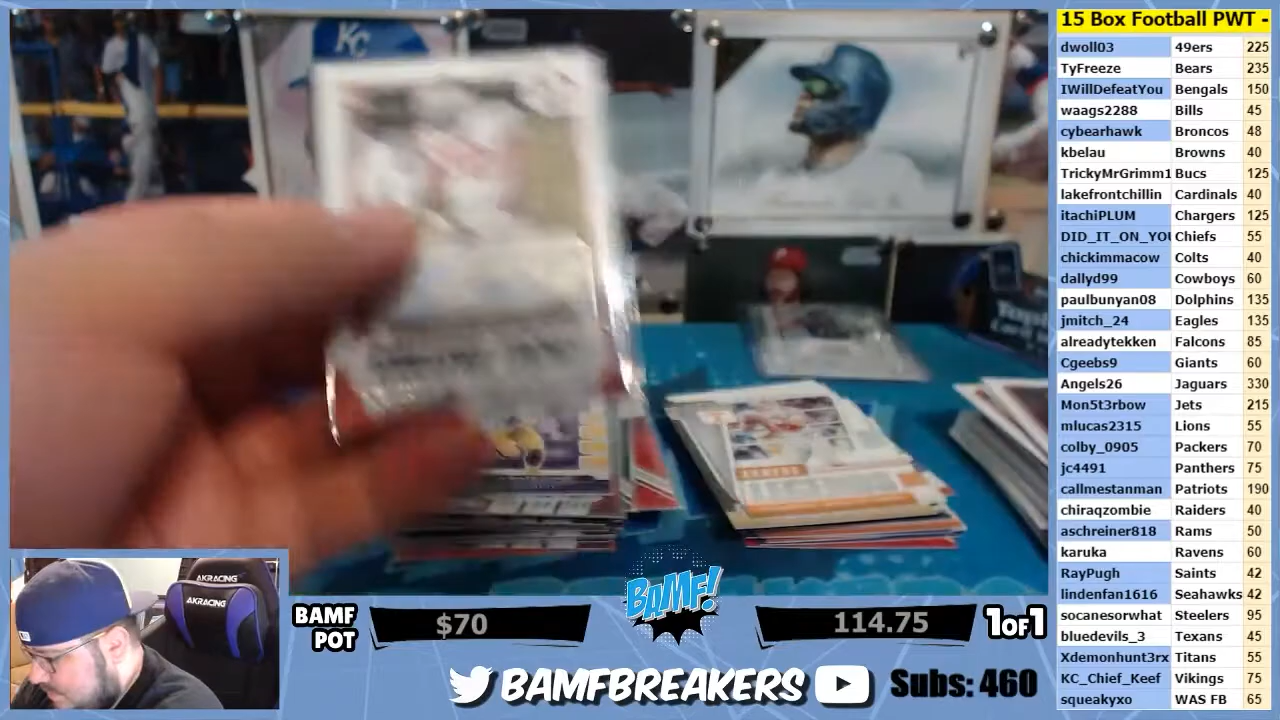 15 Box Football PWT -
dwoll03 49ers 225
TyFreeze Bears 235
IWillDefeatYou Bengals 150
waags2288 Bills 45
cybearhawk Broncos 48
kbelau Browns 40
TrickyMrGrimm1 Bucs 125
lakefrontchillin Cardinals 40
itachiPLUM Chargers 125
DID_IT_ON_YOU Chiefs 55
chickimmacow Colts 40
dallyd99 Cowboys 60
paulbunyan08 Dolphins 135
jmitch_24 Eagles 135
alreadytekken Falcons 85
Cgeebs9 Giants 60
Angels26 Jaguars 330
Mon5t3rbow Jets 215
mlucas2315 Lions 55
colby_0905 Packers 70
jc4491 Panthers 75
callmestanman Patriots 190
chiraqzombie Raiders 40
aschreiner818 Rams 50
karuka Ravens 60
RayPugh Saints 42
lindenfan1616 Seahawks 42
socanesorwhat Steelers 95
bluedevils_3 Texans 45
Xdemonhunt3rx Titans 55
KC_Chief_Keef Vikings 75
squeakyxo WAS FB 65
KC
AKRACING
AKRACING
BAMF
POT
$70
BAMF!
114.75
1OF1
BAMFBREAKERS
Subs: 460